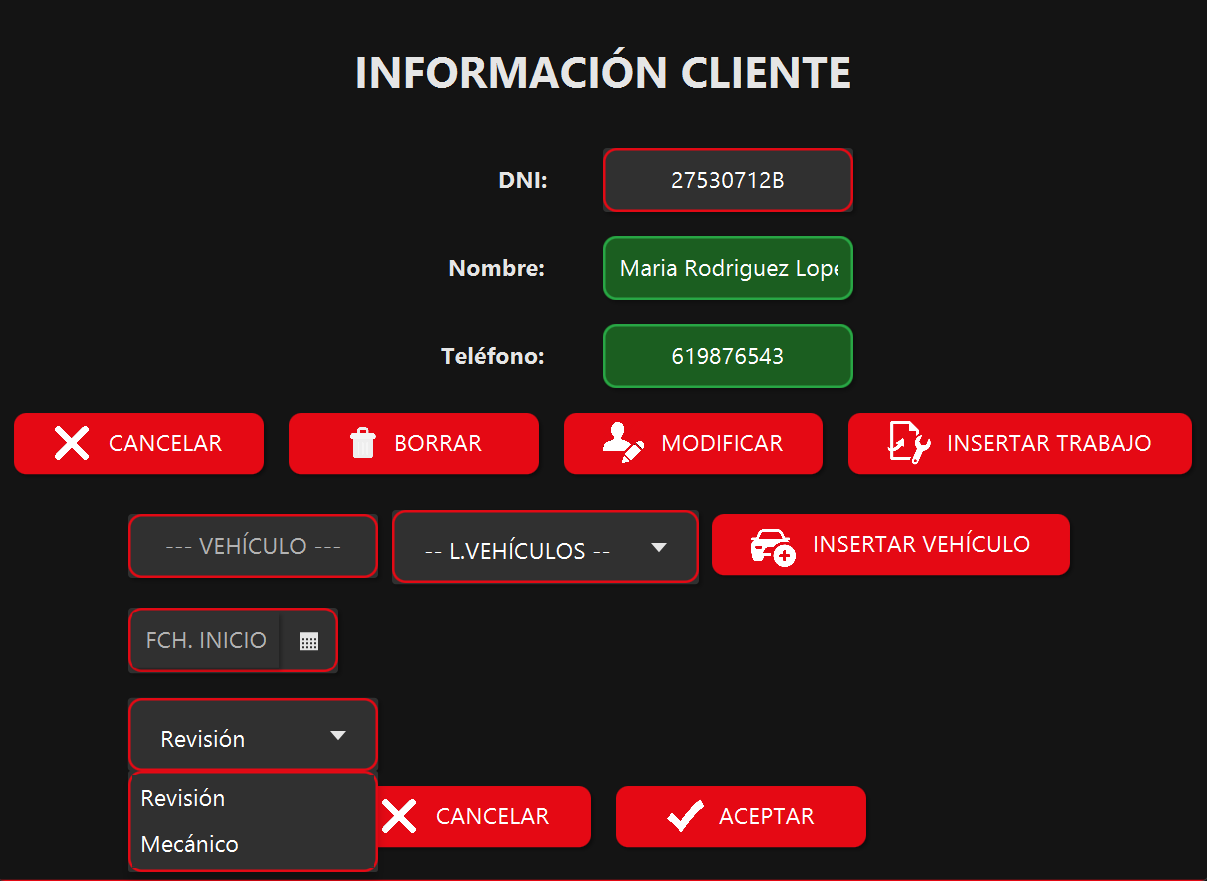 INFORMACIÓN CLIENTE
DNI: 27530712B
Nombre: Maria Rodriguez Lope
Teléfono: 619876543
CANCELAR BORRAR MODIFICAR INSERTAR TRABAJO
--- VEHÍCULO --- -- L.VEHÍCULOS -- INSERTAR VEHÍCULO
FCH. INICIO
Revisión
Revisión
CANCELAR ACEPTAR
Mecánico